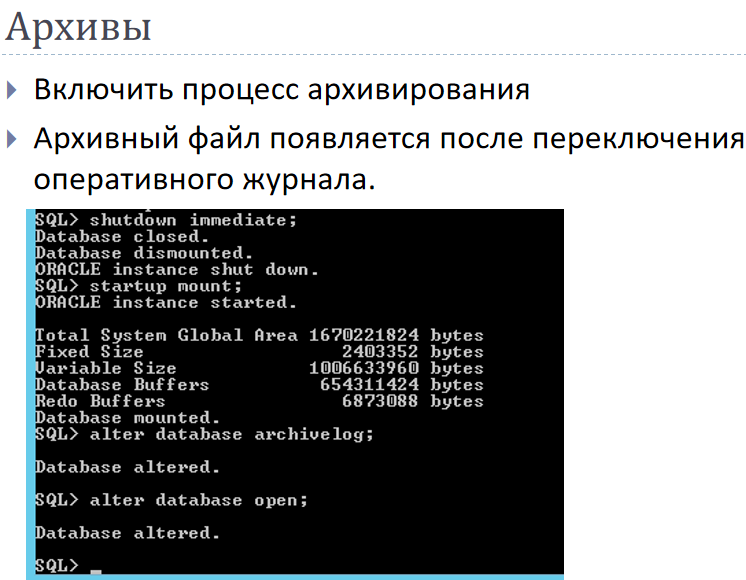 Архивы
Включить процесс архивирования
Архивный файл появляется после переключения
оперативного журнала.
SQL> shutdown immediate;
Database closed.
Database dismounted.
ORACLE instance shut down.
SQL> startup mount;
ORACLE instance started.
Total System Global Area 1670221824 bytes
Fixed Size 2403352 bytes
Variable Size 1006633960 bytes
Database Buffers 654311424 bytes
Redo Buffers 6873088 bytes
Database mounted.
SQL> alter database archivelog;
Database altered.
SQL> alter database open;
Database altered.
SQL> _